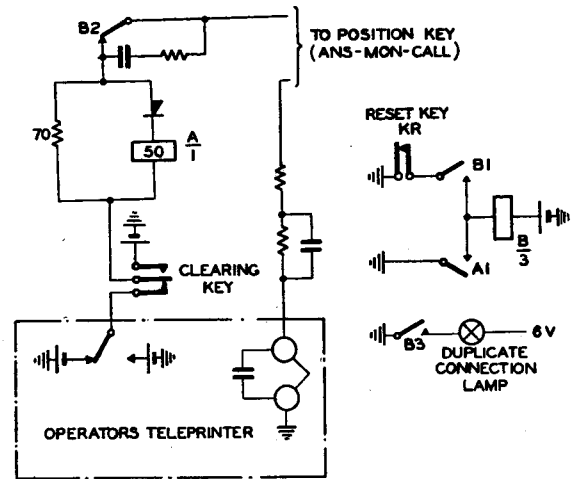 B2
TO POSITION KEY
(ANS-MON-CALL)
70
50
A
1
RESET KEY
KR
B1
B
3
A1
CLEARING
KEY
B3
6V
DUPLICATE
CONNECTION
LAMP
OPERATORS TELEPRINTER